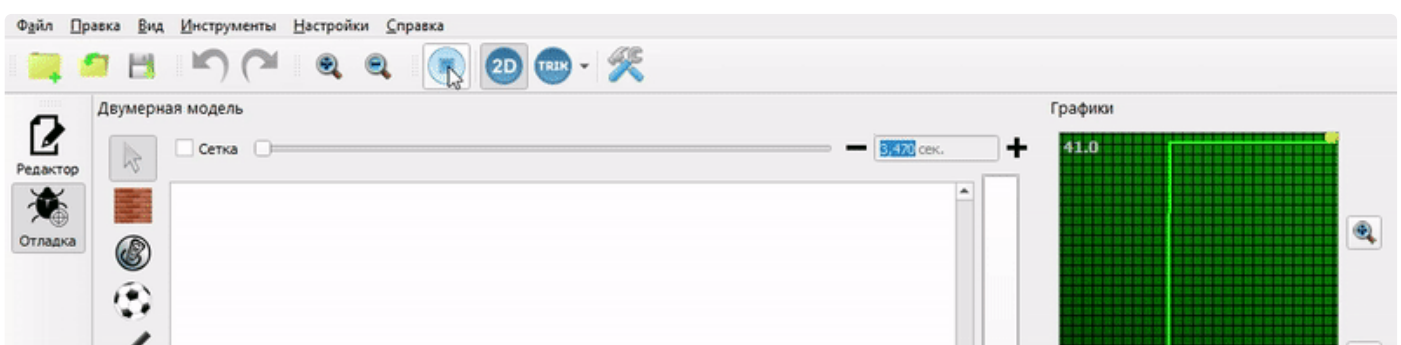 Файл Правка Вид Инструменты Настройки Справка
2D TRIK
Двумерная модель
Графики
Редактор
Сетка
3,470 сек.
41.0
Отладка